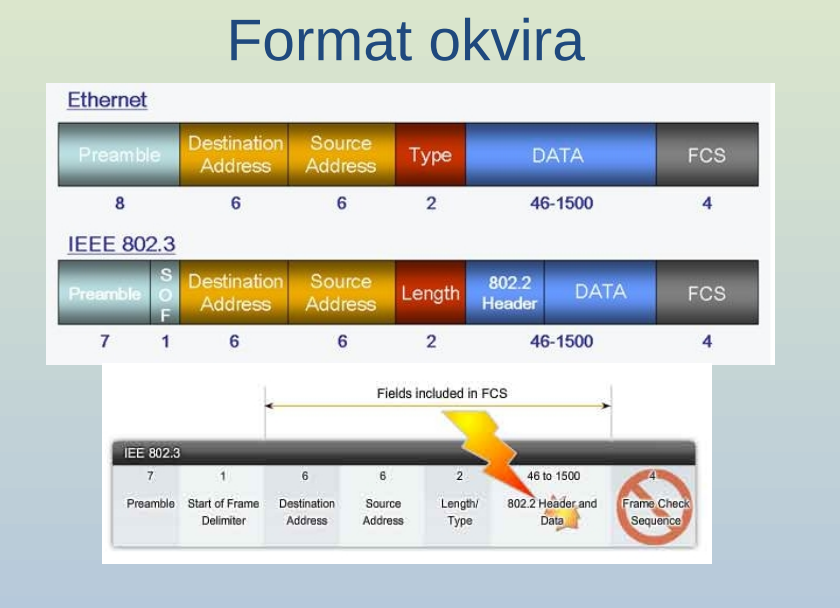 Format okvira
Ethernet
Preamble
Destination
Address
Source
Address
Type
DATA
FCS
8
6
6
2
46-1500
4
IEEE 802.3
Preamble
S
O
F
Destination
Address
Source
Address
Length
802.2
Header
DATA
FCS
7
1
6
6
2
46-1500
4
Fields included in FCS
IEE 802.3
7
1
6
6
2
46 to 1500
4
Preamble
Start of Frame
Delimiter
Destination
Address
Source
Address
Length/
Type
802.2 Header and
Data
Frame Check
Sequence